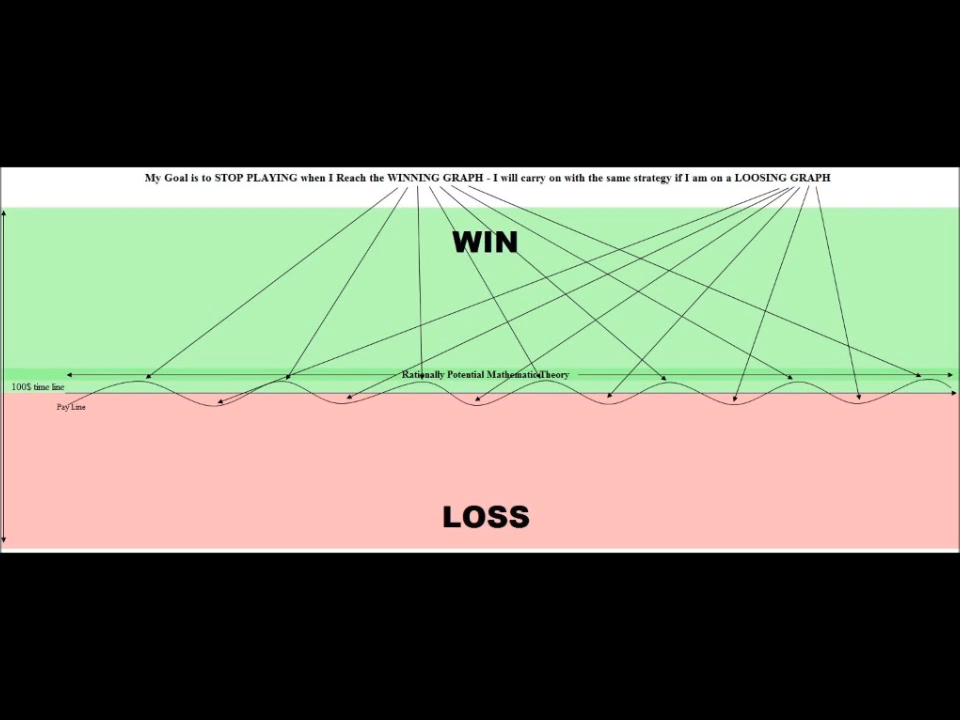 My Goal is to STOP PLAYING when I Reach the WINNING GRAPH - I will carry on with the same strategy if I am on a LOOSING GRAPH
WIN
Rationally Potential Mathematic Theory
100$ time line
Pay Line
LOSS